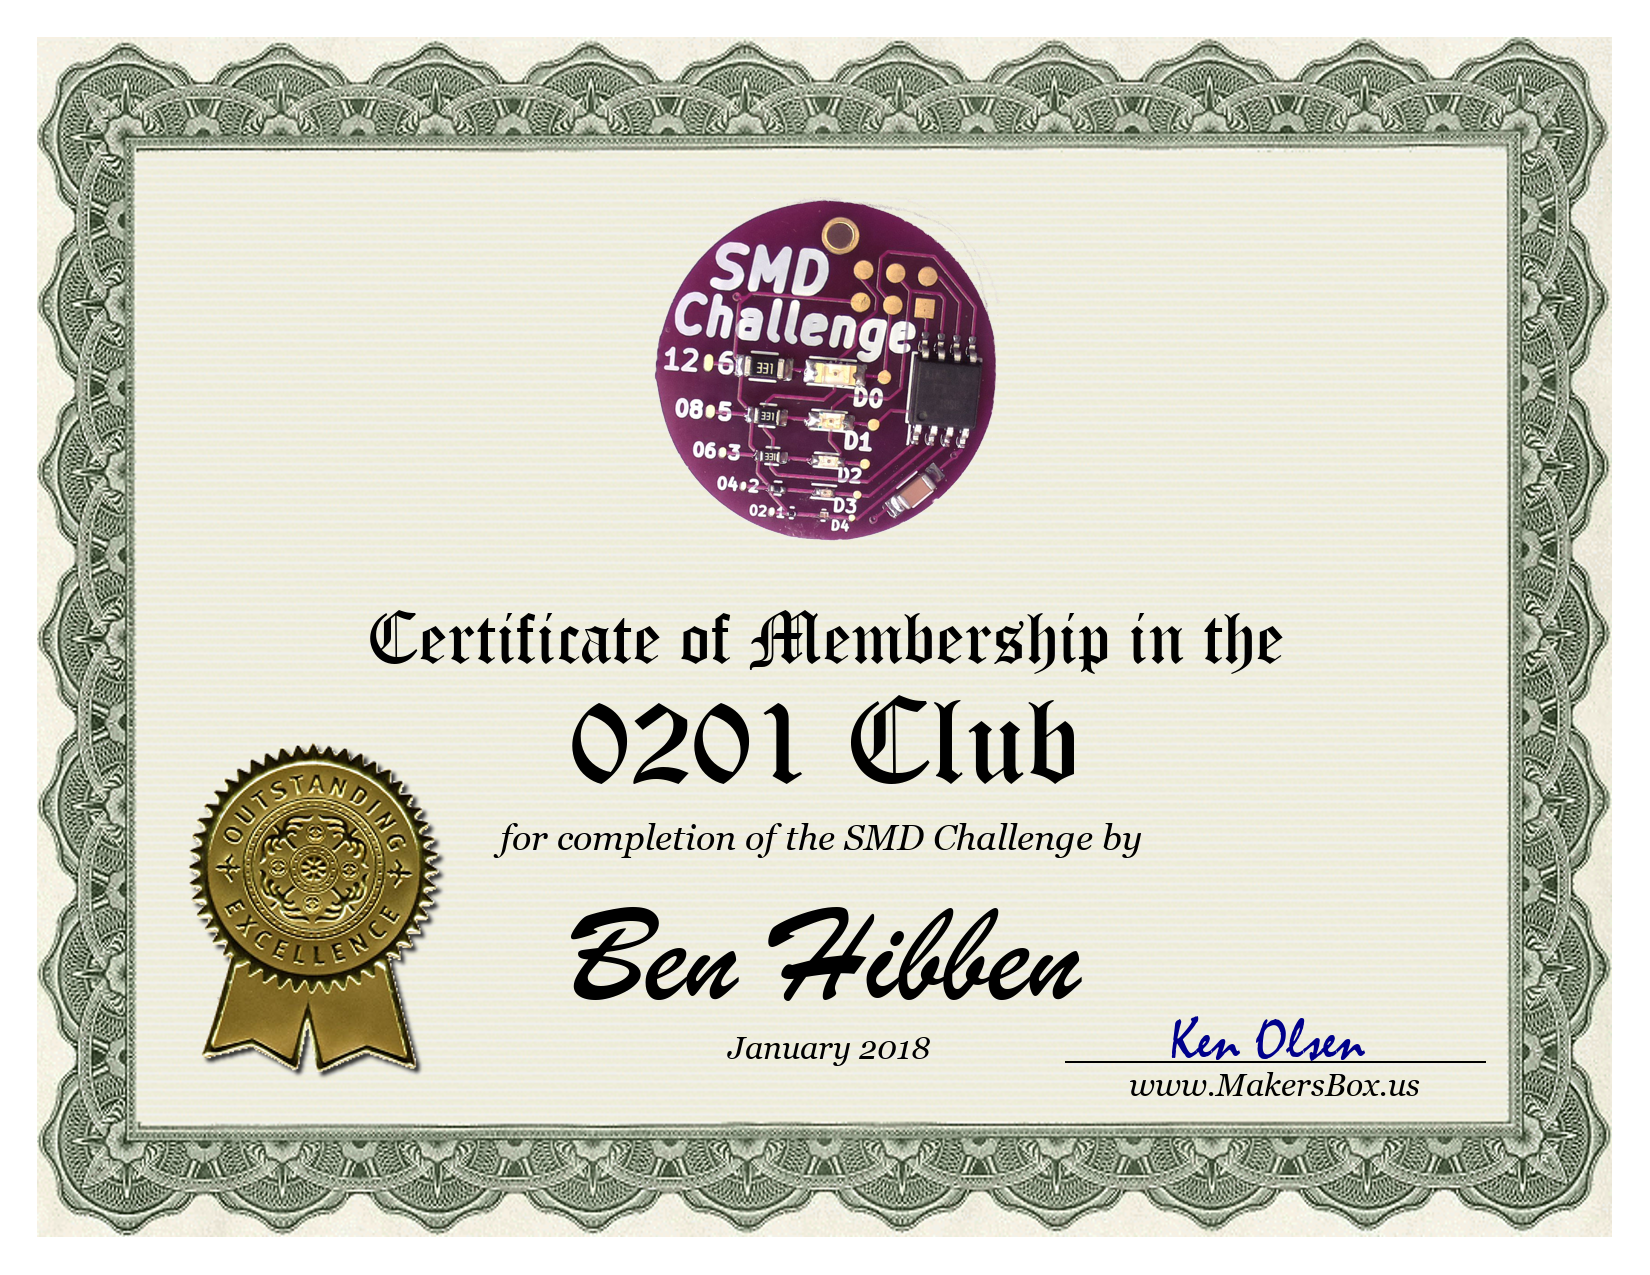 SMD
Challenge
12•6
331
D0
08•5
331
D1
06•3
331
D2
04•2
D3
02•1
D4
Certificate of Membership in the
0201 Club
for completion of the SMD Challenge by
OUTSTANDING
EXCELLENCE
Ben Hibben
January 2018
Ken Olsen
www.MakersBox.us